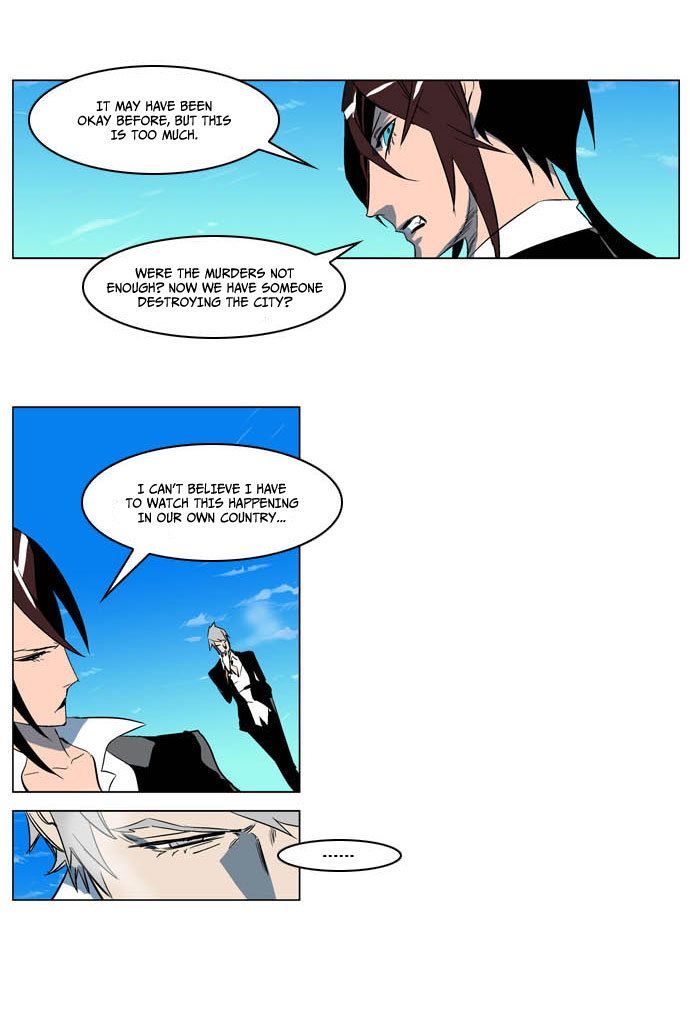 IT MAY HAVE BEEN
OKAY BEFORE, BUT THIS
IS TOO MUCH.
WERE THE MURDERS NOT
ENOUGH? NOW WE HAVE SOMEONE
DESTROYING THE CITY?
I CAN'T BELIEVE I HAVE
TO WATCH THIS HAPPENING
IN OUR OWN COUNTRY...
------